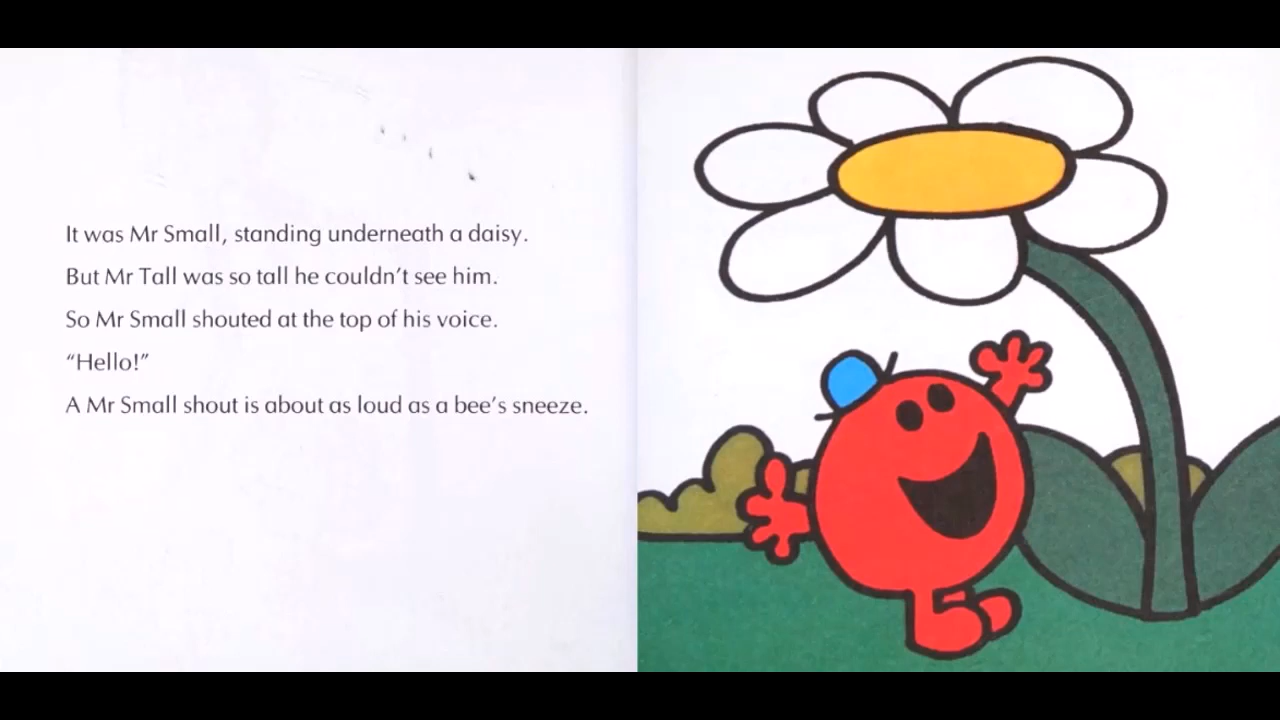 It was Mr Small, standing underneath a daisy.
But Mr Tall was so tall he couldn’t see him.
So Mr Small shouted at the top of his voice.
“Hello!”
A Mr Small shout is about as loud as a bee’s sneeze.